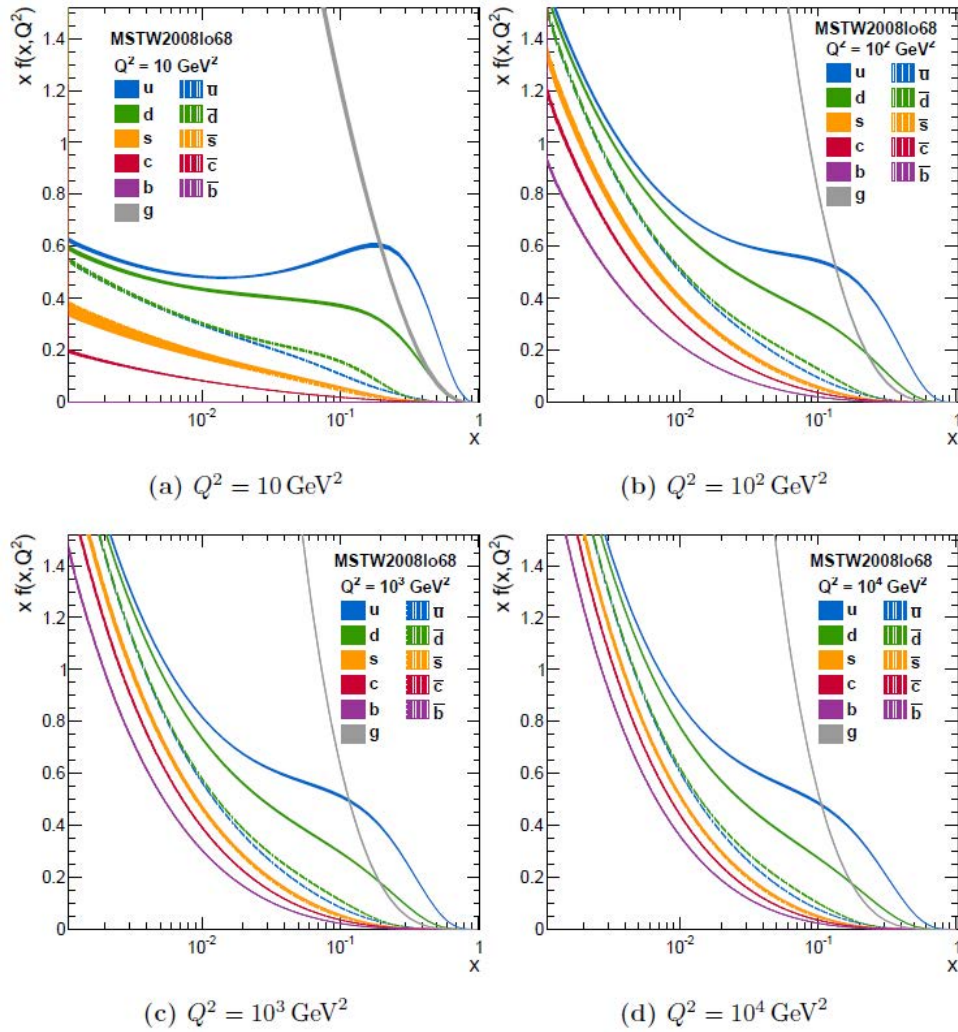 x f(x,Q²)
1.4
1.2
1
0.8
0.6
0.4
0.2
0
MSTW2008lo68
Q² = 10 GeV²
u u̅
d d̅
s s̅
c c̅
b b̅
g
10⁻² 10⁻¹ 1
x
(a) Q² = 10 GeV²
x f(x,Q²)
1.4
1.2
1
0.8
0.6
0.4
0.2
0
MSTW2008lo68
Q² = 10² GeV²
u u̅
d d̅
s s̅
c c̅
b b̅
g
10⁻² 10⁻¹ 1
x
(b) Q² = 10² GeV²
x f(x,Q²)
1.4
1.2
1
0.8
0.6
0.4
0.2
0
MSTW2008lo68
Q² = 10³ GeV²
u u̅
d d̅
s s̅
c c̅
b b̅
g
10⁻² 10⁻¹ 1
x
(c) Q² = 10³ GeV²
x f(x,Q²)
1.4
1.2
1
0.8
0.6
0.4
0.2
0
MSTW2008lo68
Q² = 10⁴ GeV²
u u̅
d d̅
s s̅
c c̅
b b̅
g
10⁻² 10⁻¹ 1
x
(d) Q² = 10⁴ GeV²